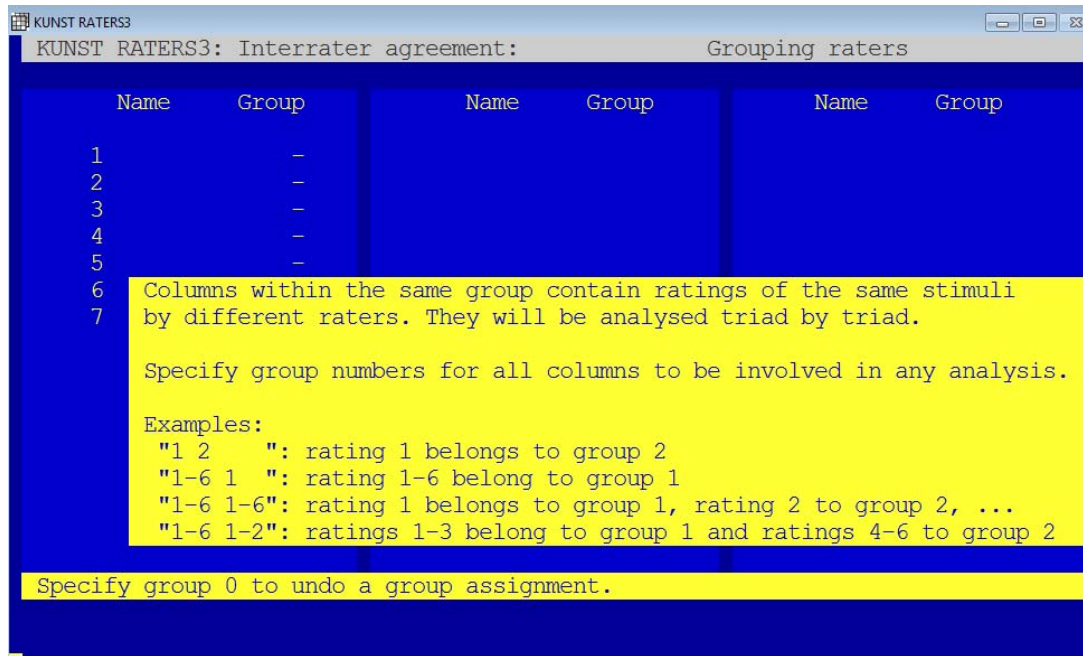 KUNST RATERS3
KUNST RATERS3: Interrater agreement: Grouping raters
Name Group Name Group Name Group
1 -
2 -
3 -
4 -
5 -
6
7
Columns within the same group contain ratings of the same stimuli
by different raters. They will be analysed triad by triad.
Specify group numbers for all columns to be involved in any analysis.
Examples:
"1 2    ": rating 1 belongs to group 2
"1-6 1  ": rating 1-6 belong to group 1
"1-6 1-6": rating 1 belongs to group 1, rating 2 to group 2, ...
"1-6 1-2": ratings 1-3 belong to group 1 and ratings 4-6 to group 2
Specify group 0 to undo a group assignment.